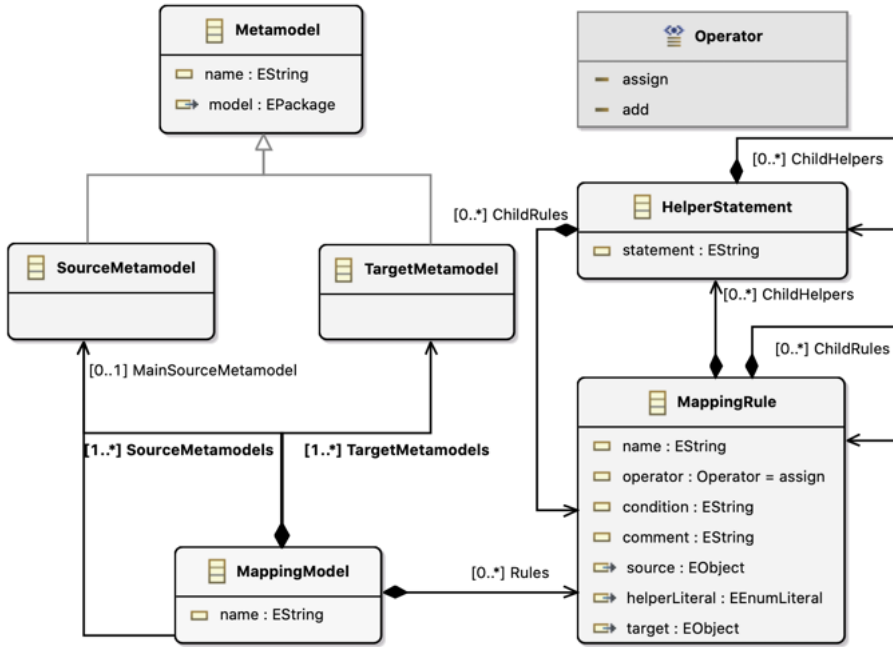 Metamodel
name : EString
model : EPackage
Operator
assign
add
[0..*] ChildHelpers
[0..*] ChildRules
HelperStatement
statement : EString
SourceMetamodel
TargetMetamodel
[0..*] ChildHelpers
[0..*] ChildRules
[0..1] MainSourceMetamodel
MappingRule
name : EString
operator : Operator = assign
condition : EString
comment : EString
source : EObject
helperLiteral : EEnumLiteral
target : EObject
[1..*] SourceMetamodels
[1..*] TargetMetamodels
MappingModel
name : EString
[0..*] Rules